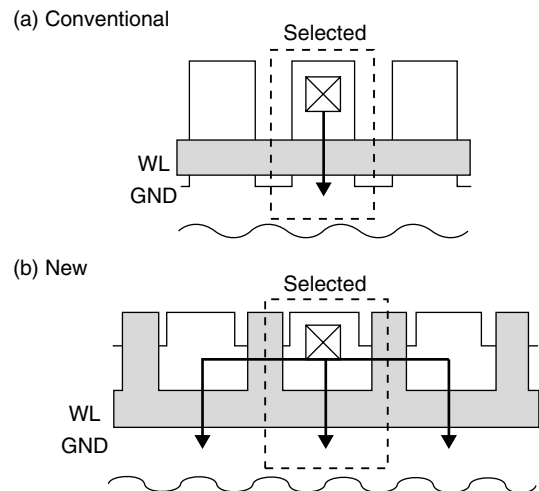 (a) Conventional
Selected
WL
GND
(b) New
Selected
WL
GND